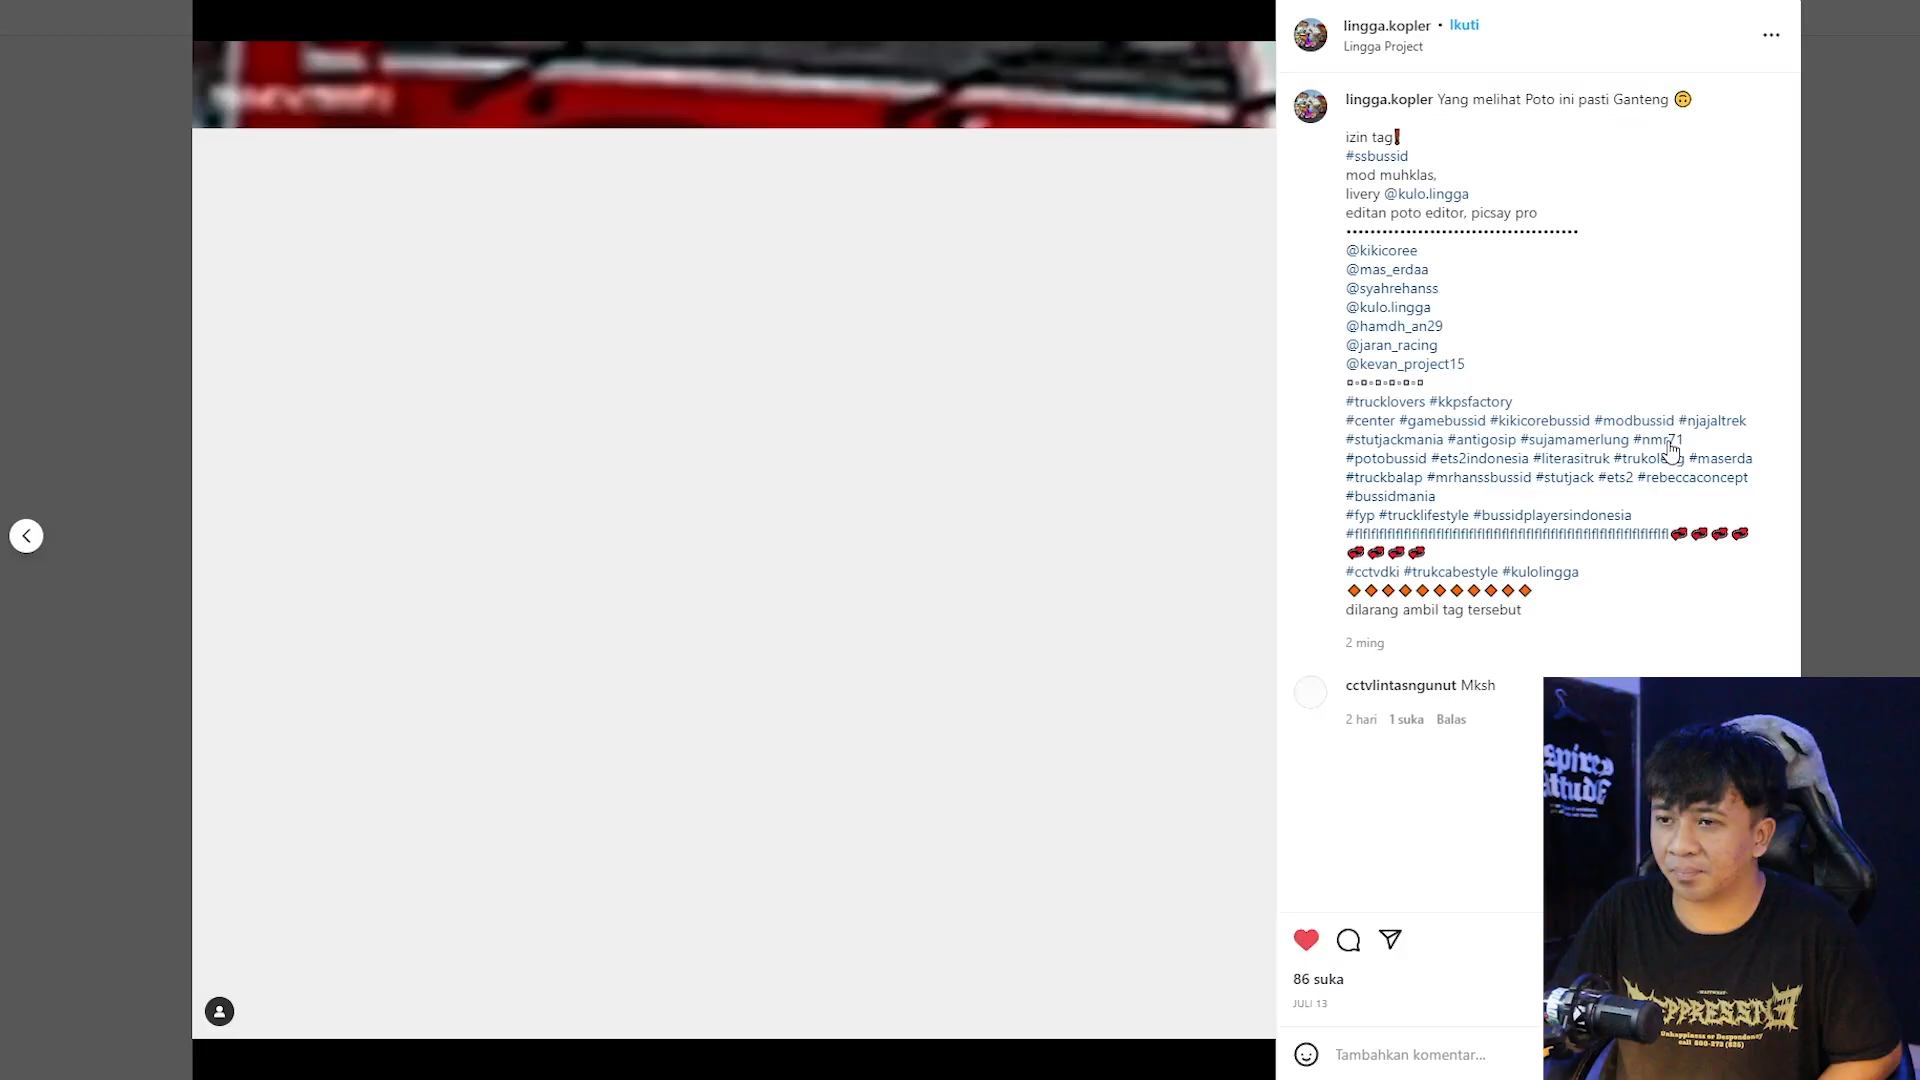 lingga.kopler • Ikuti
Lingga Project
lingga.kopler Yang melihat Poto ini pasti Ganteng 🙃
izin tag❗
#ssbussid
mod muhklas,
livery @kulo.lingga
editan poto editor, picsay pro
••••••••••••••••••••••••••••••••••••••
@kikicoree
@mas_erdaa
@syahrehanss
@kulo.lingga
@hamdh_an29
@jaran_racing
@kevan_project15
◻▫◻▫◻▫◻▫◻▫◻
#trucklovers #kkpsfactory
#center #gamebussid #kikicorebussid #modbussid #njajaltrek
#stutjackmania #antigosip #sujamamerlung #nmr71
#potobussid #ets2indonesia #literasitruk #maserda
#truckbalap #mrhanssbussid #stutjack #ets2 #rebeccaconcept
#bussidmania
#fyp #trucklifestyle #bussidplayersindonesia
#cctvdki #trukcabestyle #kulolingga
🔸🔸🔸🔸🔸🔸🔸🔸🔸🔸🔸
dilarang ambil tag tersebut
2 ming
cctvlintasngunut Mksh
2 hari 1 suka Balas
86 suka
JULI 13
Tambahkan komentar...
Unhappiness or Despondency